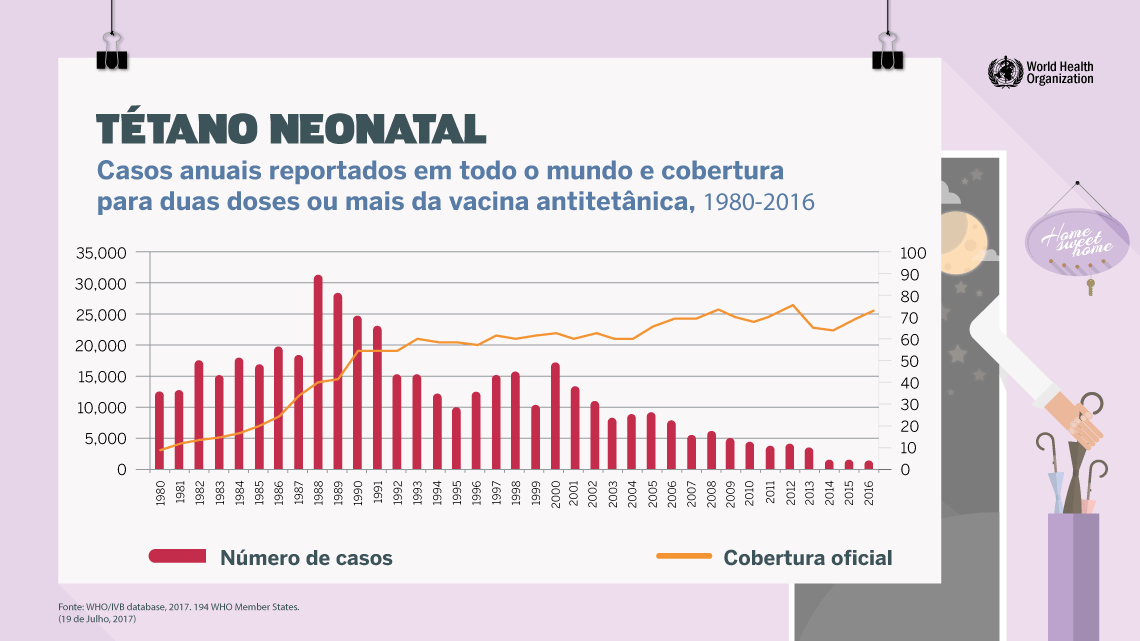 World Health
Organization
TÉTANO NEONATAL
Casos anuais reportados em todo o mundo e cobertura
para duas doses ou mais da vacina antitetânica, 1980-2016
35,000
30,000
25,000
20,000
15,000
10,000
5,000
0
100
90
80
70
60
50
40
30
20
10
0
1980 1981 1982 1983 1984 1985 1986 1987 1988 1989 1990 1991 1992 1993 1994 1995 1996 1997 1998 1999 2000 2001 2002 2003 2004 2005 2006 2007 2008 2009 2010 2011 2012 2013 2014 2015 2016
Home
sweet
home
Número de casos
Cobertura oficial
Fonte: WHO/IVB database, 2017. 194 WHO Member States.
(19 de Julho, 2017)